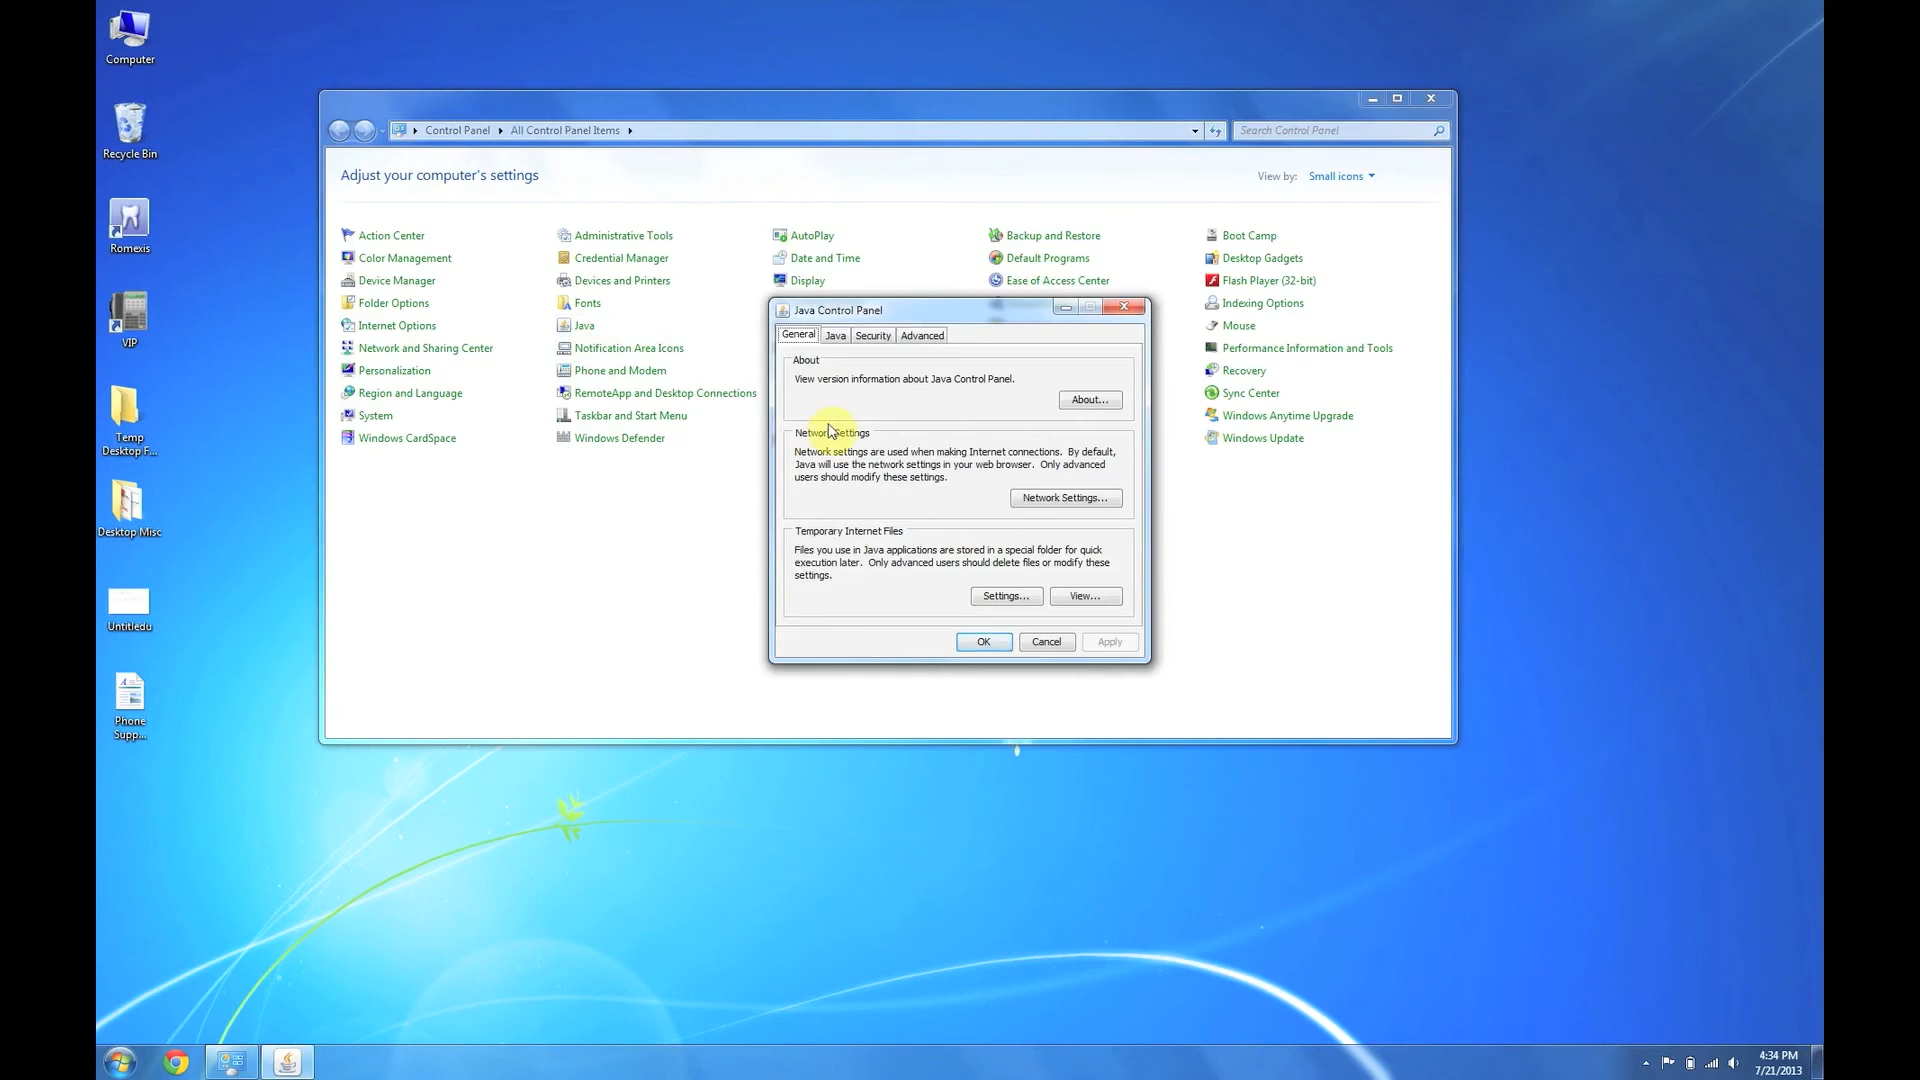 Computer
Recycle Bin
Romexis
VIP
Temp
Desktop F...
Desktop Misc
Untitledu
Phone
Supp...
Control Panel
All Control Panel Items
Search Control Panel
Adjust your computer's settings
View by: Small icons
Action Center
Administrative Tools
AutoPlay
Backup and Restore
Boot Camp
Color Management
Credential Manager
Date and Time
Default Programs
Desktop Gadgets
Device Manager
Devices and Printers
Display
Ease of Access Center
Flash Player (32-bit)
Folder Options
Fonts
Indexing Options
Internet Options
Java
Mouse
Network and Sharing Center
Notification Area Icons
Performance Information and Tools
Personalization
Phone and Modem
Recovery
Region and Language
RemoteApp and Desktop Connections
Sync Center
System
Taskbar and Start Menu
Windows Anytime Upgrade
Windows CardSpace
Windows Defender
Windows Update
Java Control Panel
General
Java
Security
Advanced
About
View version information about Java Control Panel.
About...
Network Settings
Network settings are used when making Internet connections. By default,
Java will use the network settings in your web browser. Only advanced
users should modify these settings.
Network Settings...
Temporary Internet Files
Files you use in Java applications are stored in a special folder for quick
execution later. Only advanced users should delete files or modify these
settings.
Settings...
View...
OK
Cancel
Apply
4:34 PM
7/21/2013